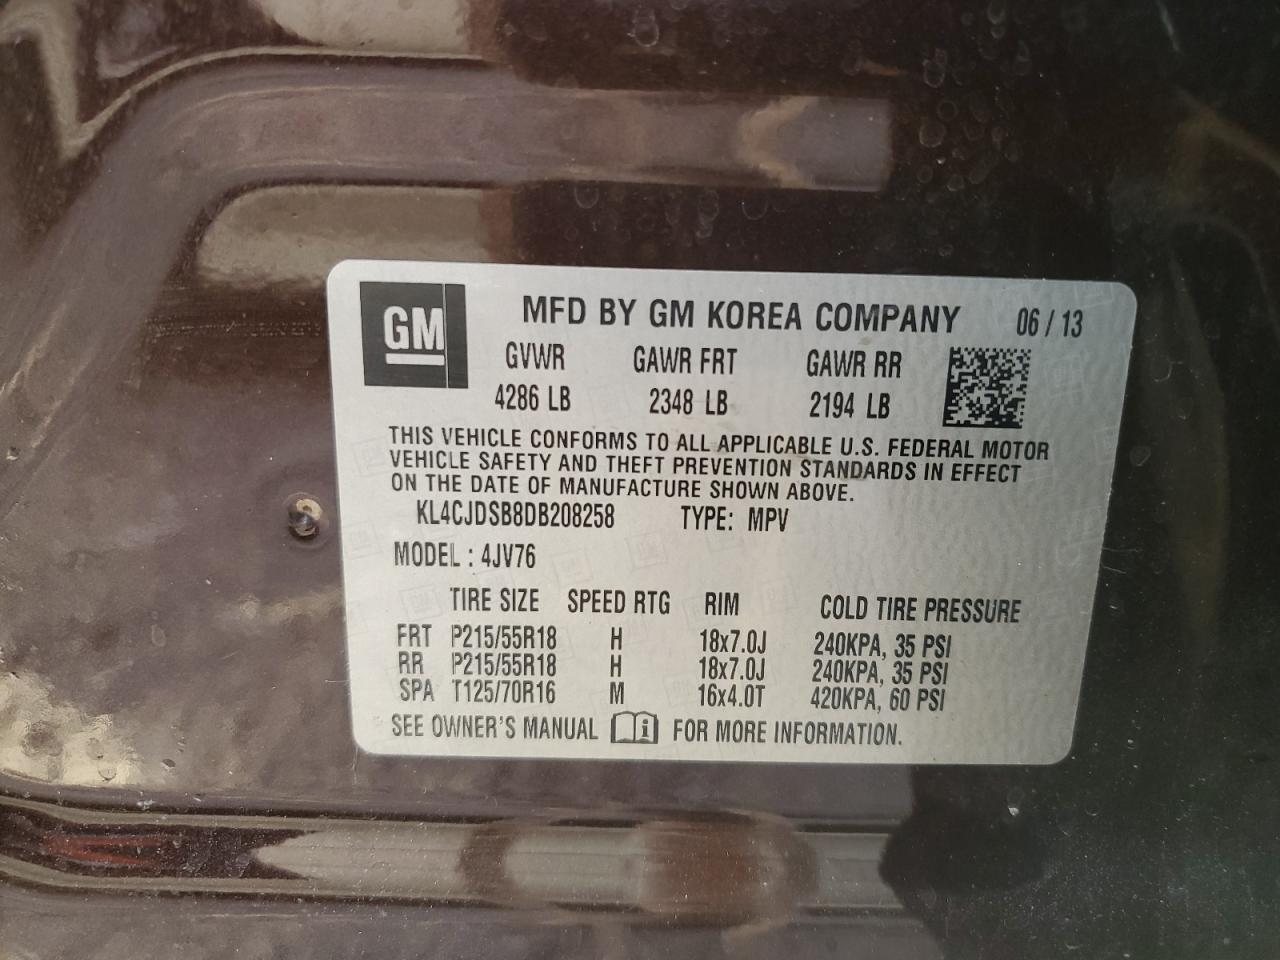 GM
MFD BY GM KOREA COMPANY 06 / 13
GVWR GAWR FRT GAWR RR
4286 LB 2348 LB 2194 LB
THIS VEHICLE CONFORMS TO ALL APPLICABLE U.S. FEDERAL MOTOR
VEHICLE SAFETY AND THEFT PREVENTION STANDARDS IN EFFECT
ON THE DATE OF MANUFACTURE SHOWN ABOVE.
KL4CJDSB8DB208258 TYPE: MPV
MODEL : 4JV76
TIRE SIZE SPEED RTG RIM COLD TIRE PRESSURE
FRT P215/55R18 H 18x7.0J 240KPA, 35 PSI
RR P215/55R18 H 18x7.0J 240KPA, 35 PSI
SPA T125/70R16 M 16x4.0T 420KPA, 60 PSI
SEE OWNER'S MANUAL FOR MORE INFORMATION.